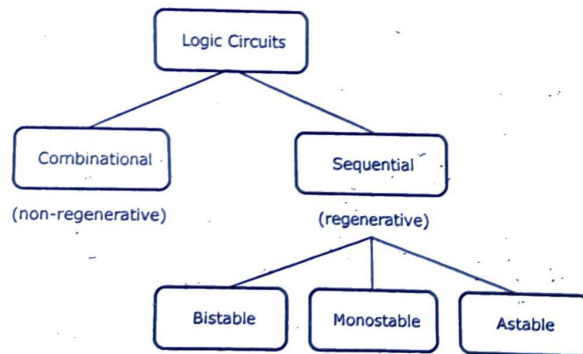 Logic Circuits
Combinational
Sequential
(non-regenerative)
(regenerative)
Bistable
Monostable
Astable